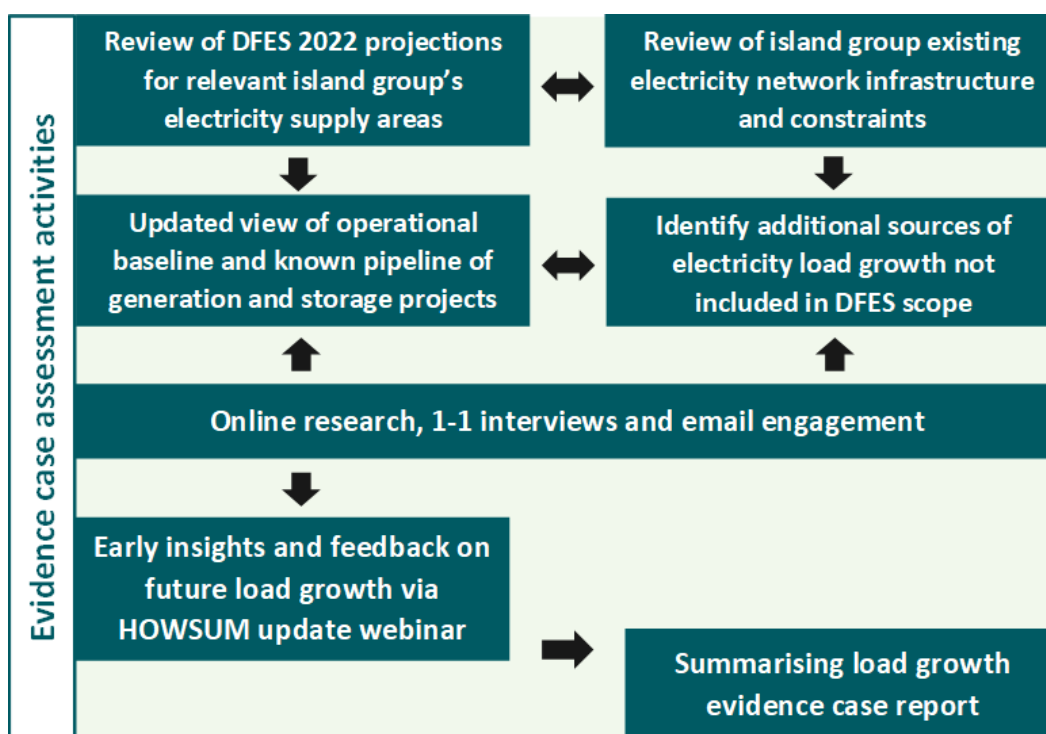 Evidence case assessment activities
Review of DFES 2022 projections
for relevant island group's
electricity supply areas
Review of island group existing
electricity network infrastructure
and constraints
Updated view of operational
baseline and known pipeline of
generation and storage projects
Identify additional sources of
electricity load growth not
included in DFES scope
Online research, 1-1 interviews and email engagement
Early insights and feedback on
future load growth via
HOWSUM update webinar
Summarising load growth
evidence case report